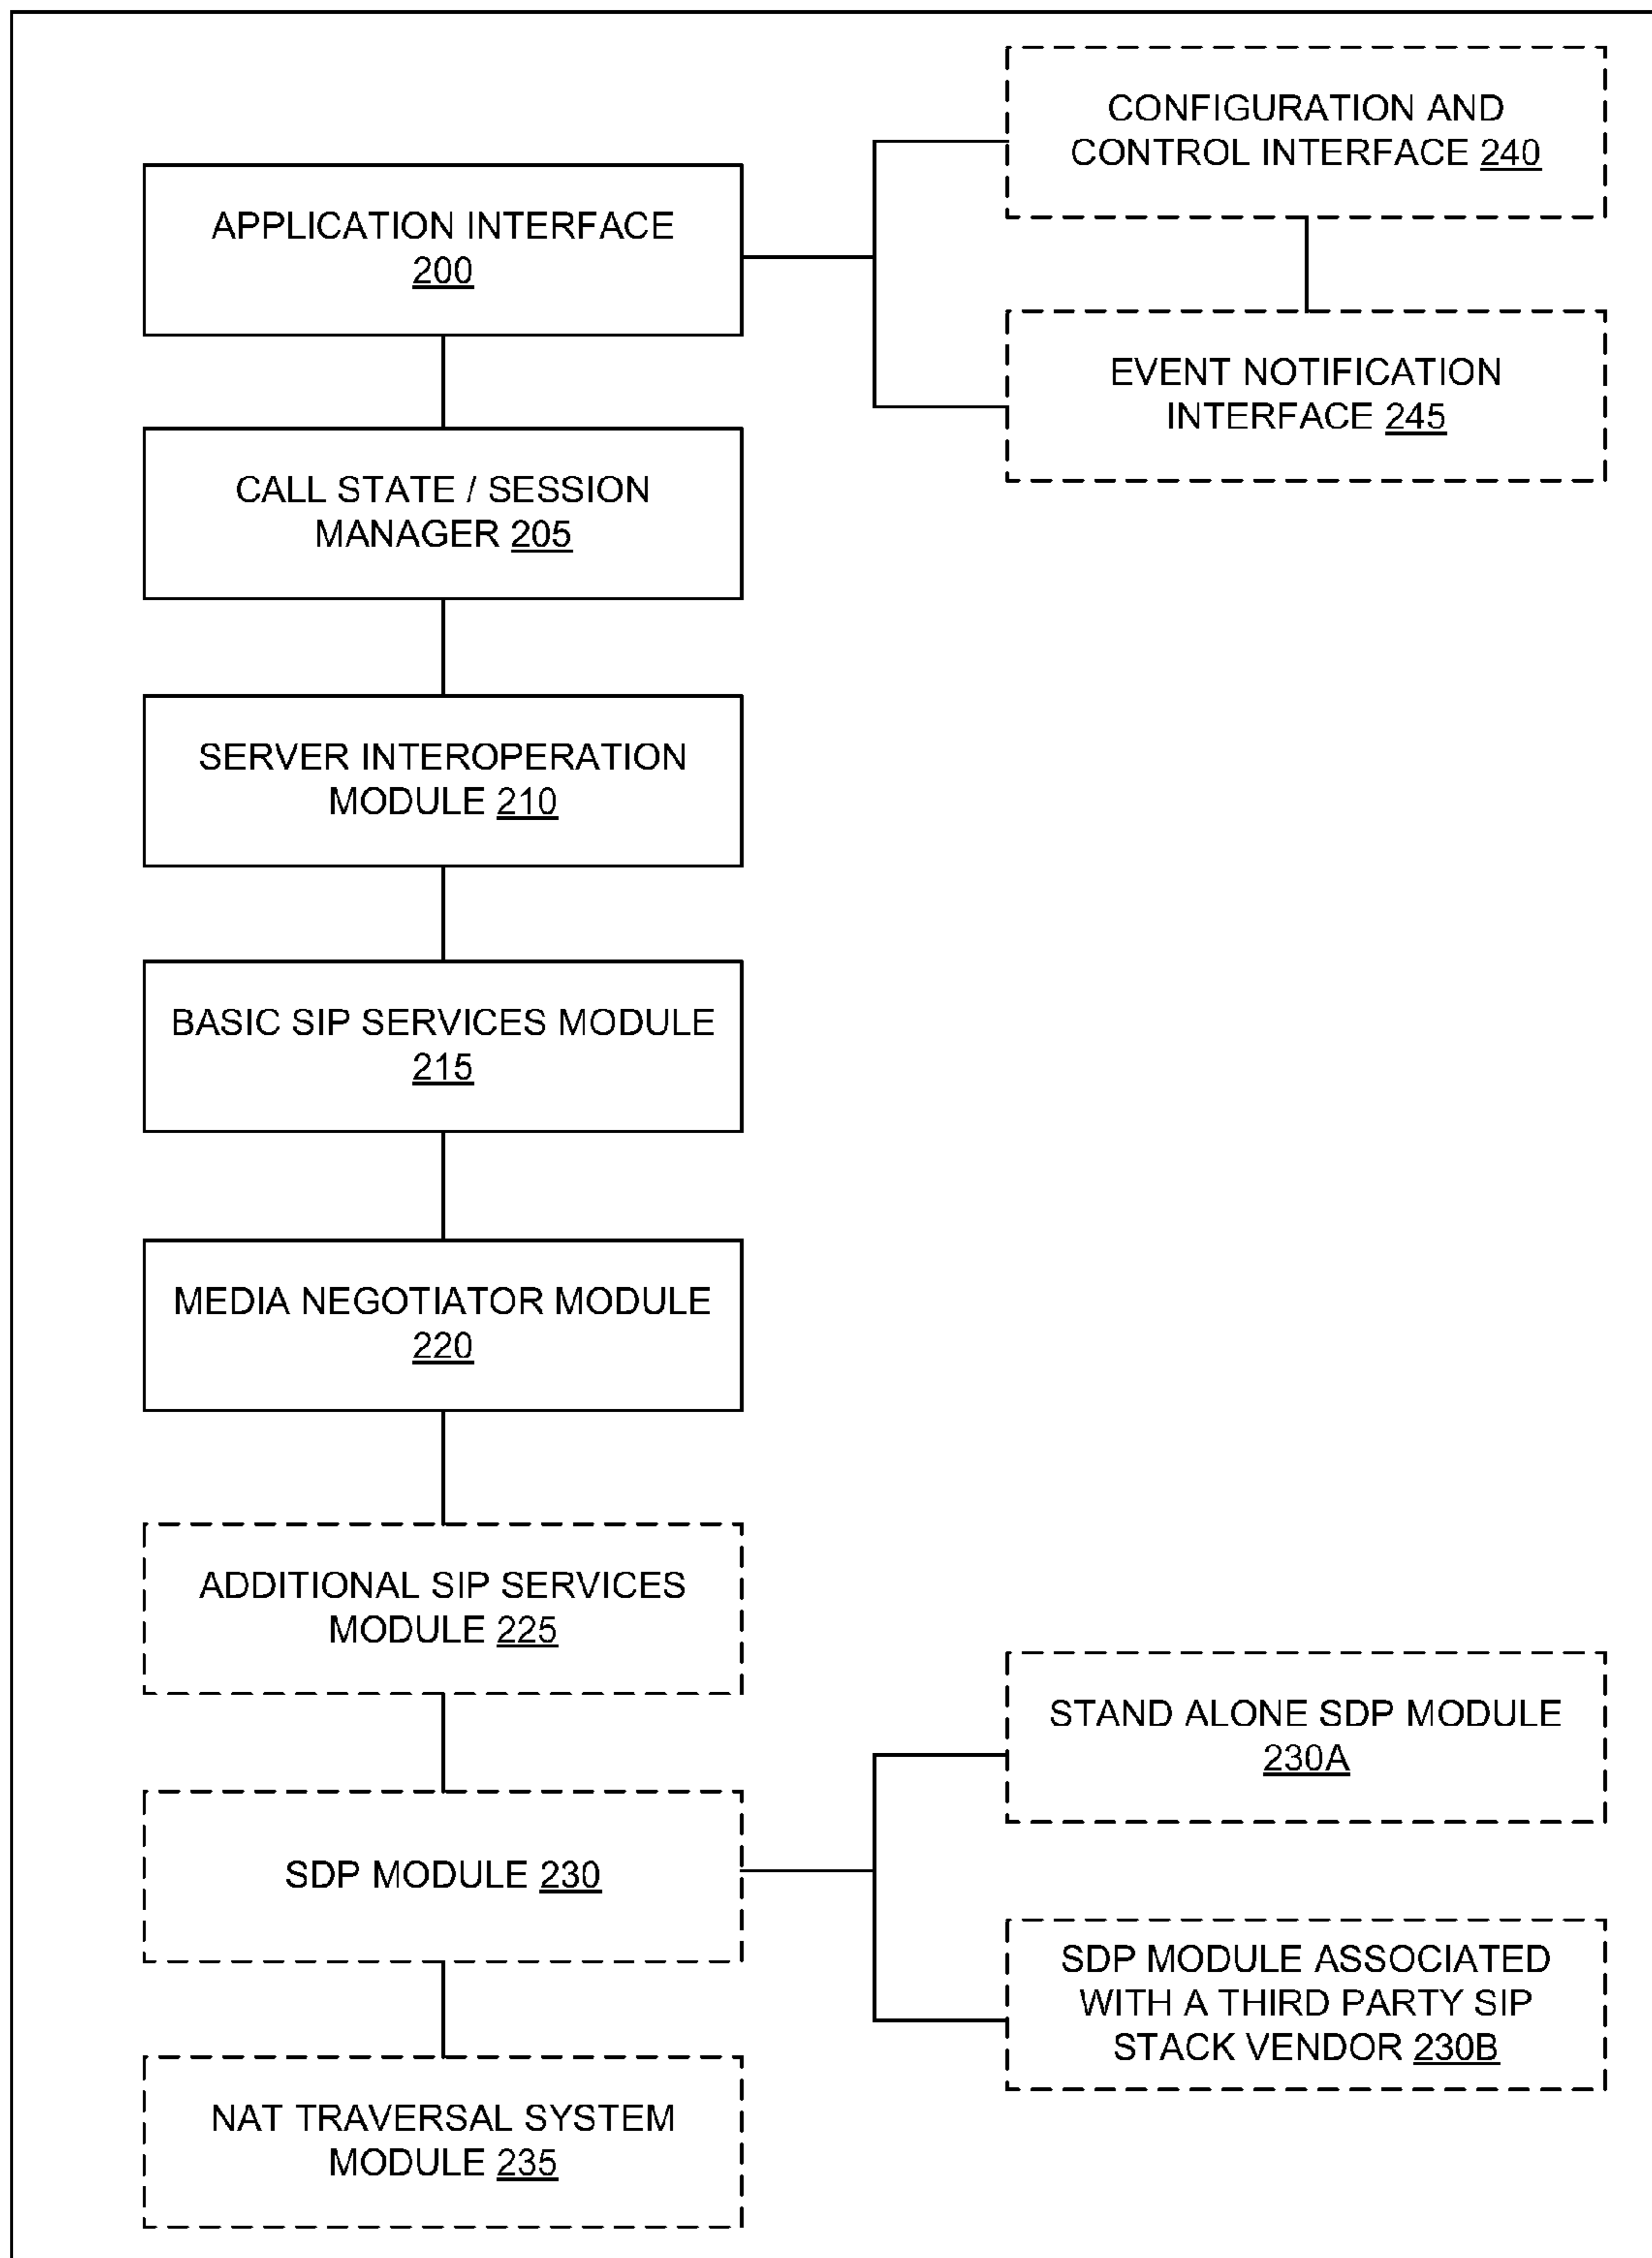 CONFIGURATION AND
CONTROL INTERFACE 240
APPLICATION INTERFACE
200
EVENT NOTIFICATION
INTERFACE 245
CALL STATE / SESSION
MANAGER 205
SERVER INTEROPERATION
MODULE 210
BASIC SIP SERVICES MODULE
215
MEDIA NEGOTIATOR MODULE
220
ADDITIONAL SIP SERVICES
MODULE 225
STAND ALONE SDP MODULE
230A
SDP MODULE 230
SDP MODULE ASSOCIATED
WITH A THIRD PARTY SIP
STACK VENDOR 230B
NAT TRAVERSAL SYSTEM
MODULE 235